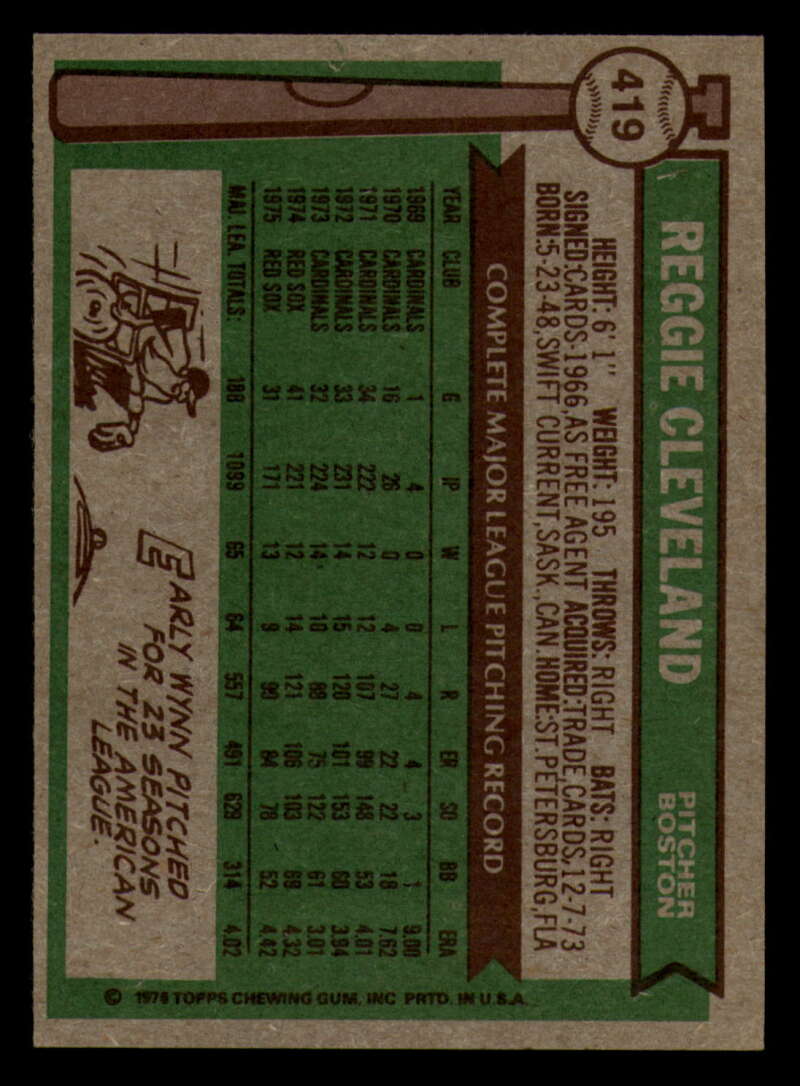 419
REGGIE CLEVELAND
PITCHER
BOSTON
HEIGHT: 6' 1" WEIGHT: 195 THROWS: RIGHT BATS: RIGHT
SIGNED:CARDS-1966,AS FREE AGENT ACQUIRED:TRADE,CARDS,12-7-73
BORN:5-23-48,SWIFT CURRENT,SASK.,CAN. HOME:ST. PETERSBURG,FLA
COMPLETE MAJOR LEAGUE PITCHING RECORD
YEAR CLUB G IP W L R ER SO BB ERA
1969 CARDINALS 1 4 0 0 4 4 3 1 9.00
1970 CARDINALS 16 26 0 4 27 22 22 18 7.62
1971 CARDINALS 34 222 12 12 107 99 148 53 4.01
1972 CARDINALS 33 231 14 15 120 101 153 60 3.94
1973 CARDINALS 32 224 14 10 88 75 122 61 3.01
1974 RED SOX 41 221 12 14 121 106 103 69 4.32
1975 RED SOX 31 171 13 9 90 84 78 52 4.42
MAJ. LEA. TOTALS: 188 1099 65 64 557 491 629 314 4.02
EARLY WYNN PITCHED
FOR 23 SEASONS
IN THE AMERICAN
LEAGUE.
© 1976 TOPPS CHEWING GUM, INC PRTD. IN U.S.A.